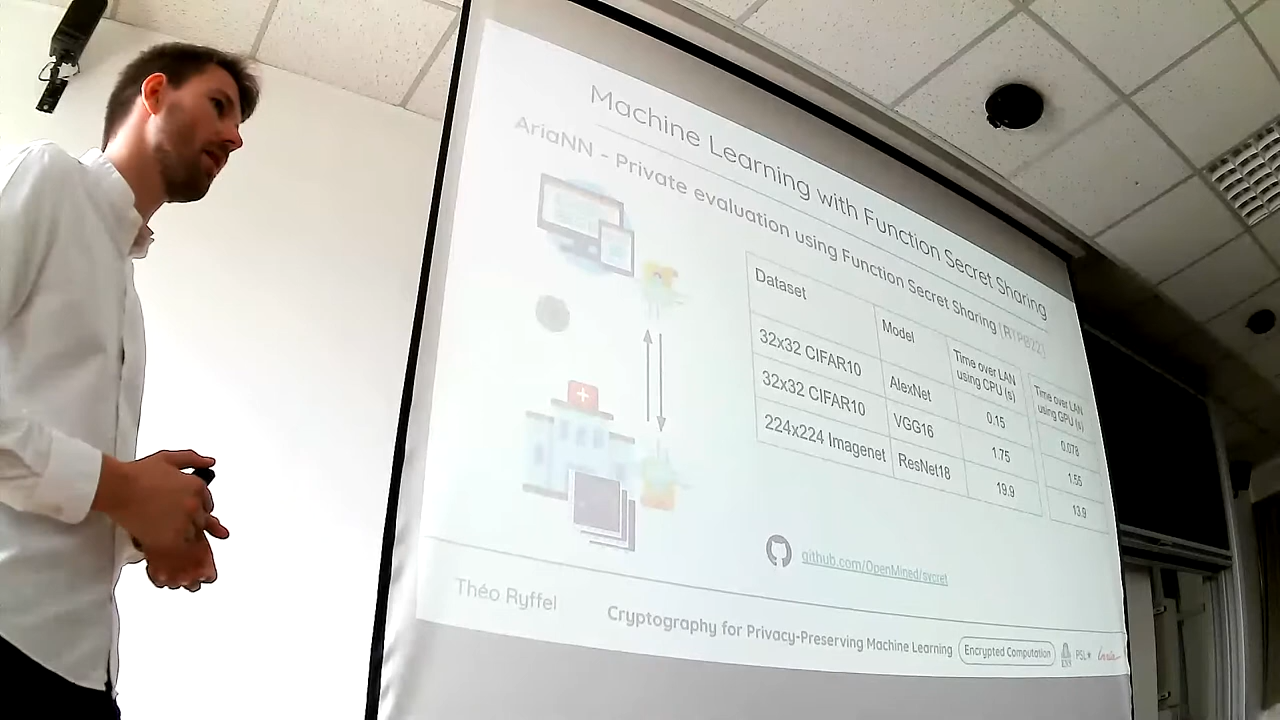 Machine Learning with Function Secret Sharing
AriaNN - Private evaluation using Function Secret Sharing [RTPB22]
Dataset Model Time over LAN using CPU (s) Time over LAN using GPU (s)
32x32 CIFAR10 AlexNet 0.15 0.078
32x32 CIFAR10 VGG16 1.75 1.55
224x224 Imagenet ResNet18 19.9 13.9
github.com/OpenMined/sycret
Théo Ryffel Cryptography for Privacy-Preserving Machine Learning Encrypted Computation ENS PSL★ Inria